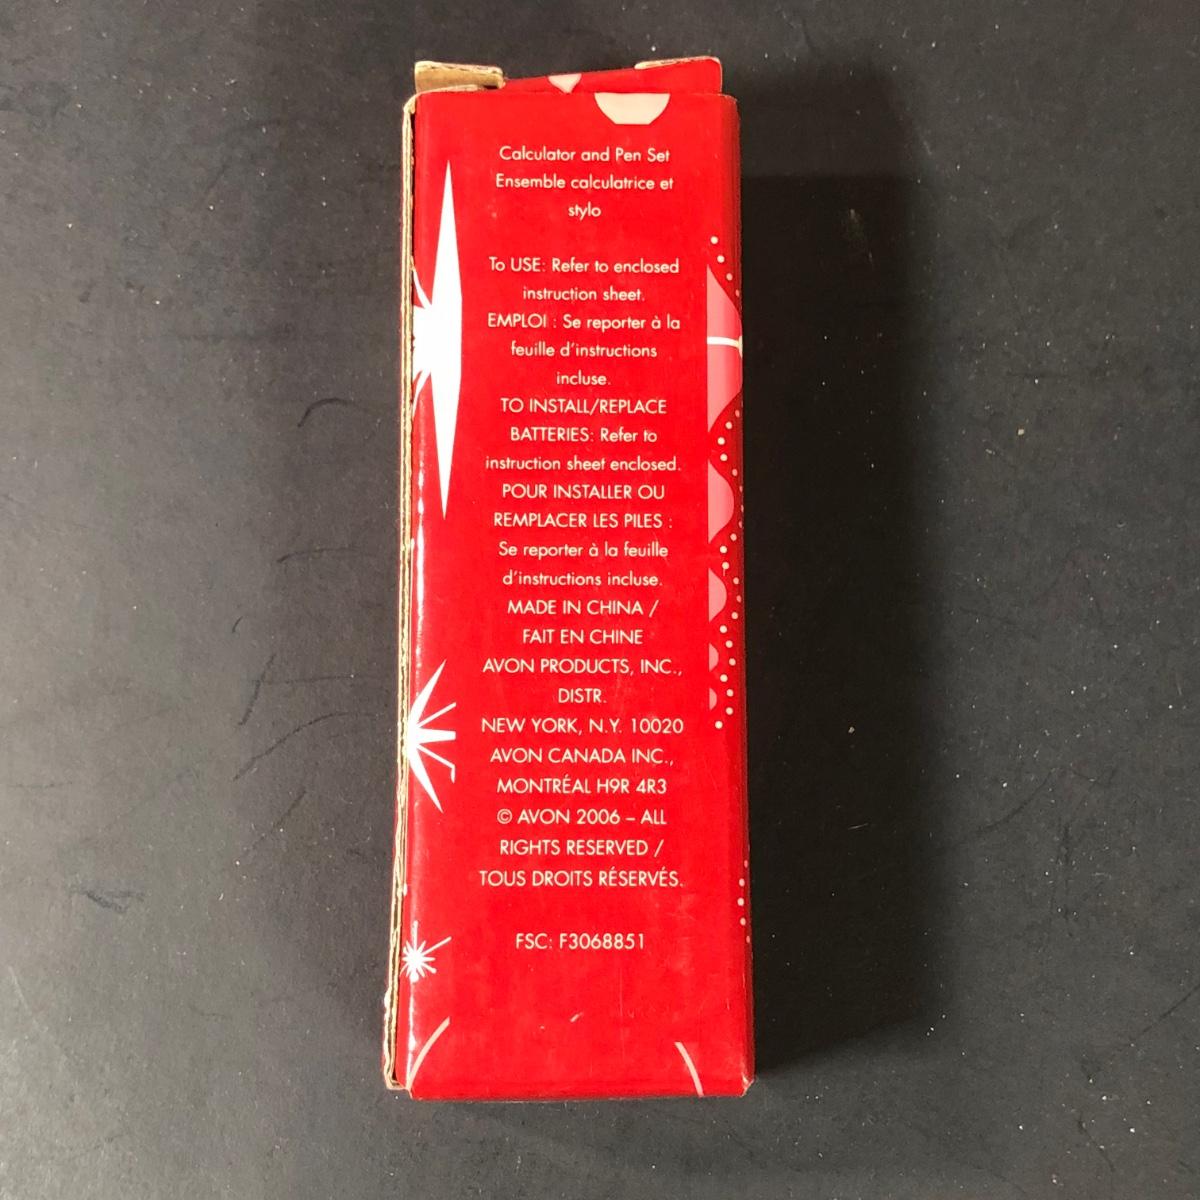 Calculator and Pen Set
Ensemble calculatrice et
stylo
To USE: Refer to enclosed
instruction sheet.
EMPLOI : Se reporter à la
feuille d'instructions
incluse.
TO INSTALL/REPLACE
BATTERIES: Refer to
instruction sheet enclosed.
POUR INSTALLER OU
REMPLACER LES PILES :
Se reporter à la feuille
d'instructions incluse.
MADE IN CHINA /
FAIT EN CHINE
AVON PRODUCTS, INC.,
DISTR.
NEW YORK, N.Y. 10020
AVON CANADA INC.,
MONTRÉAL H9R 4R3
© AVON 2006 – ALL
RIGHTS RESERVED /
TOUS DROITS RÉSERVÉS.
FSC: F3068851